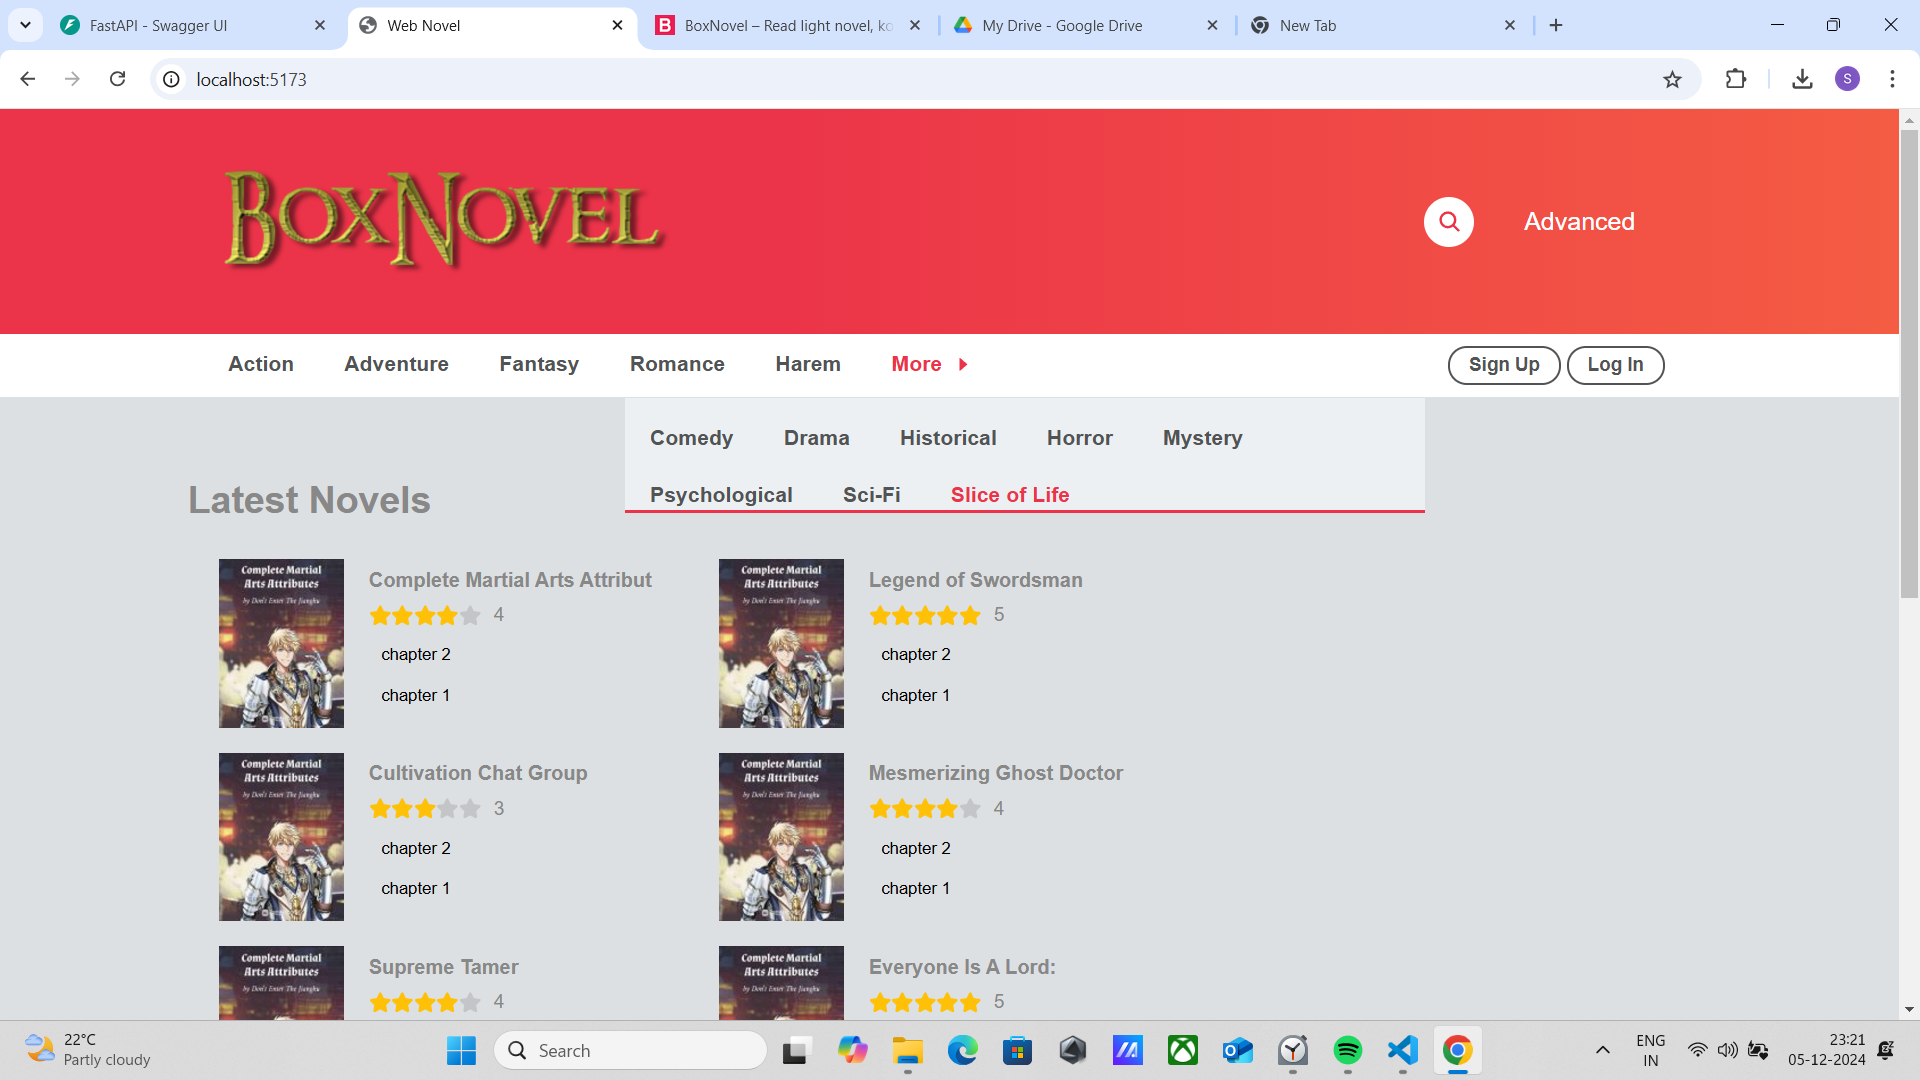 FastAPI - Swagger UI
Web Novel
BoxNovel – Read light novel, ko
My Drive - Google Drive
New Tab
localhost:5173
S
BoxNovel
Advanced
Action Adventure Fantasy Romance Harem More
Sign Up Log In
Comedy Drama Historical Horror Mystery
Psychological Sci-Fi Slice of Life
Latest Novels
Complete Martial
Arts Attributes
by Don't Enter The Jianghu
Complete Martial Arts Attribut
4
chapter 2
chapter 1
Complete Martial
Arts Attributes
by Don't Enter The Jianghu
Legend of Swordsman
5
chapter 2
chapter 1
Complete Martial
Arts Attributes
by Don't Enter The Jianghu
Cultivation Chat Group
3
chapter 2
chapter 1
Complete Martial
Arts Attributes
by Don't Enter The Jianghu
Mesmerizing Ghost Doctor
4
chapter 2
chapter 1
Complete Martial
Arts Attributes
by Don't Enter The Jianghu
Supreme Tamer
4
Complete Martial
Arts Attributes
by Don't Enter The Jianghu
Everyone Is A Lord:
5
22°C
Partly cloudy
Search
ENG
IN
23:21
05-12-2024